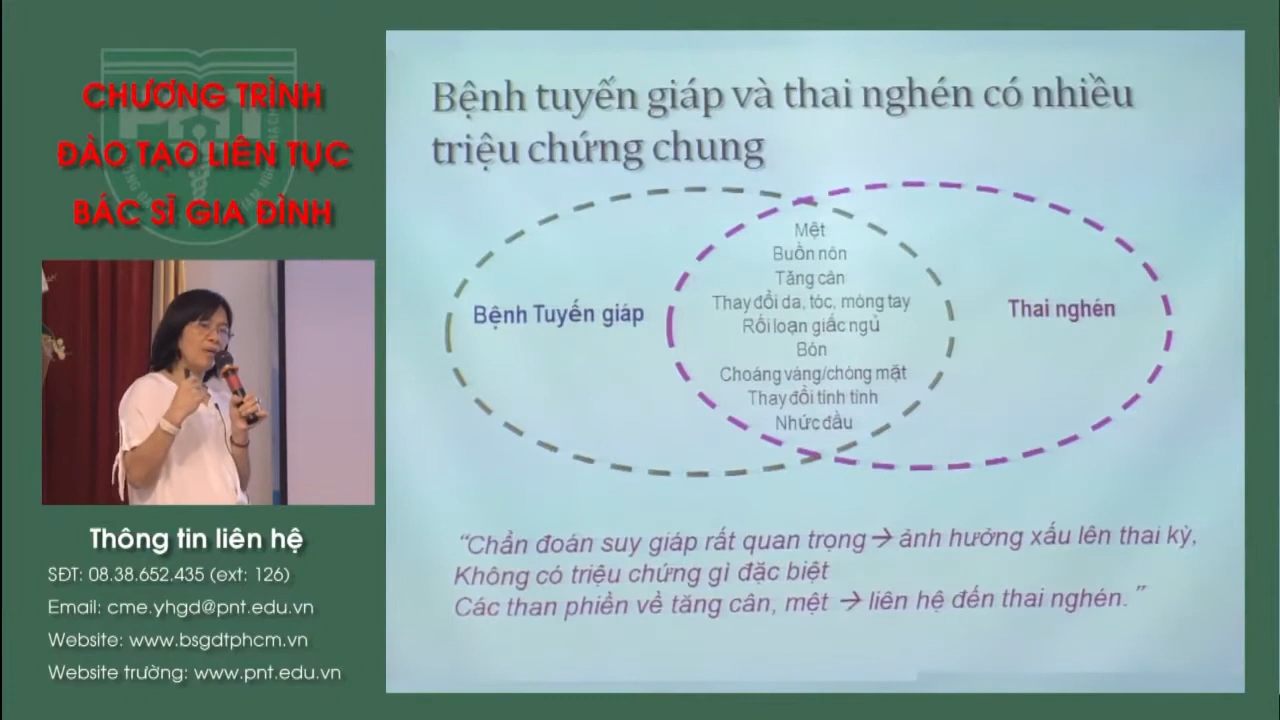 CHƯƠNG TRÌNH
ĐÀO TẠO LIÊN TỤC
BÁC SĨ GIA ĐÌNH
Thông tin liên hệ
SĐT: 08.38.652.435 (ext: 126)
Email: cme.yhgd@pnt.edu.vn
Website: www.bsgdtphcm.vn
Website trường: www.pnt.edu.vn
Bệnh tuyến giáp và thai nghén có nhiều
triệu chứng chung
Bệnh Tuyến giáp
Mệt
Buồn nôn
Tăng cân
Thay đổi da, tóc, móng tay
Rối loạn giấc ngủ
Bón
Choáng váng/chóng mặt
Thay đổi tính tình
Nhức đầu
Thai nghén
“Chẩn đoán suy giáp rất quan trọng → ảnh hưởng xấu lên thai kỳ,
Không có triệu chứng gì đặc biệt
Các than phiền về tăng cân, mệt → liên hệ đến thai nghén.”